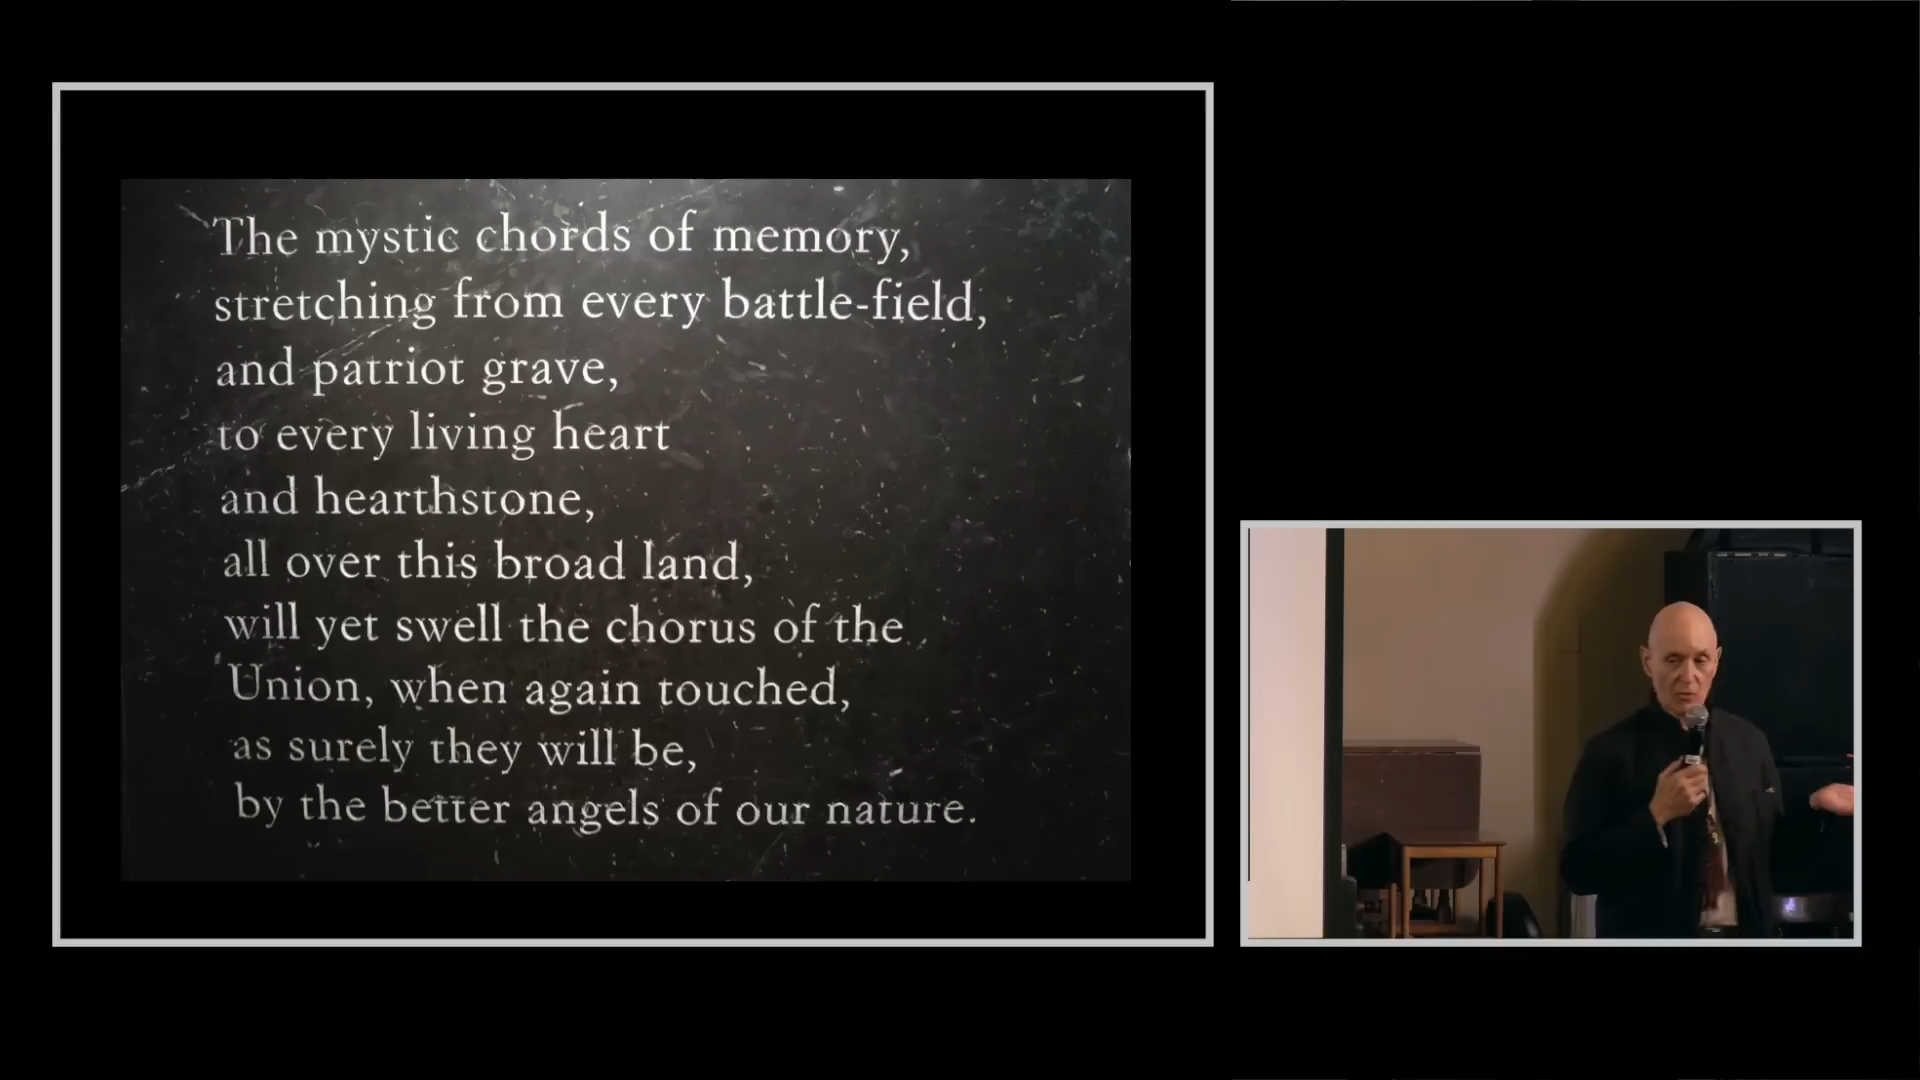 The mystic chords of memory,
stretching from every battle-field,
and patriot grave,
to every living heart
and hearthstone,
all over this broad land,
will yet swell the chorus of the
Union, when again touched,
as surely they will be,
by the better angels of our nature.